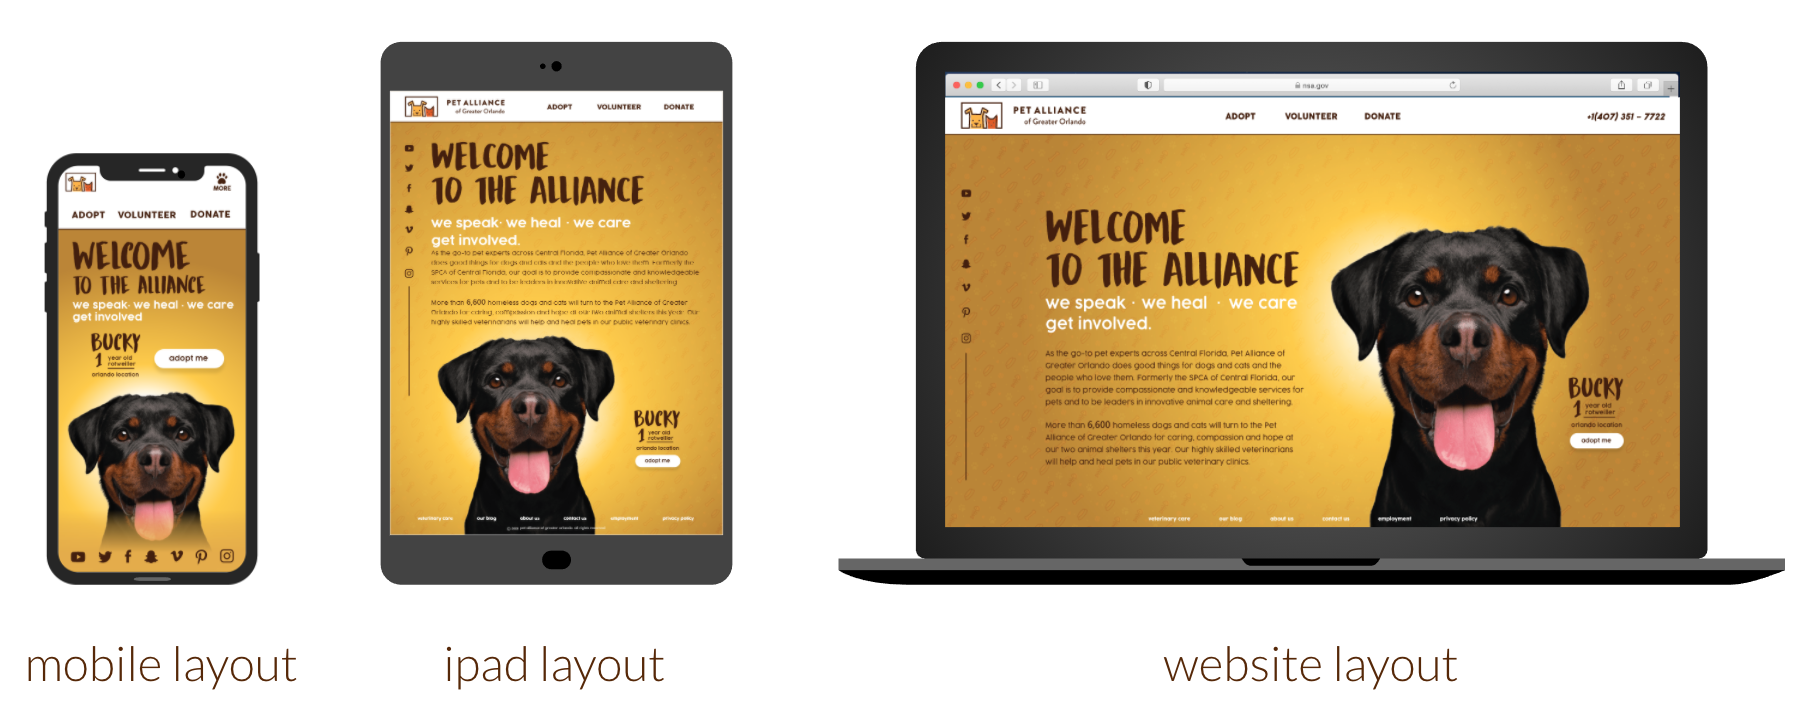 MORE
ADOPT VOLUNTEER DONATE
WELCOME
TO THE ALLIANCE
we speak· we heal · we care
get involved
BUCKY
1 year old
rotweiller
orlando location
adopt me
PET ALLIANCE
of Greater Orlando
ADOPT VOLUNTEER DONATE
WELCOME
TO THE ALLIANCE
we speak· we heal · we care
get involved.
As the go-to pet experts across Central Florida, Pet Alliance of Greater Orlando
does good things for dogs and cats and the people who love them. Formerly the
SPCA of Central Florida, our goal is to provide compassionate and knowledgeable
services for pets and to be leaders in innovative animal care and sheltering.
More than 6,600 homeless dogs and cats will turn to the Pet Alliance of Greater
Orlando for caring, compassion and hope at our two animal shelters this year. Our
highly skilled veterinarians will help and heal pets in our public veterinary clinics.
BUCKY
1 year old
rotweiller
orlando location
adopt me
veterinary care our blog about us contact us employment privacy policy
nsa.gov
PET ALLIANCE
of Greater Orlando
ADOPT VOLUNTEER DONATE
+1(407) 351 - 7722
WELCOME
TO THE ALLIANCE
we speak · we heal · we care
get involved.
As the go-to pet experts across Central Florida, Pet Alliance of
Greater Orlando does good things for dogs and cats and the
people who love them. Formerly the SPCA of Central Florida, our
goal is to provide compassionate and knowledgeable services for
pets and to be leaders in innovative animal care and sheltering.
More than 6,600 homeless dogs and cats will turn to the Pet
Alliance of Greater Orlando for caring, compassion and hope at
our two animal shelters this year. Our highly skilled veterinarians
will help and heal pets in our public veterinary clinics.
BUCKY
1 year old
rotweiller
orlando location
adopt me
veterinary care our blog about us contact us employment privacy policy
mobile layout
ipad layout
website layout